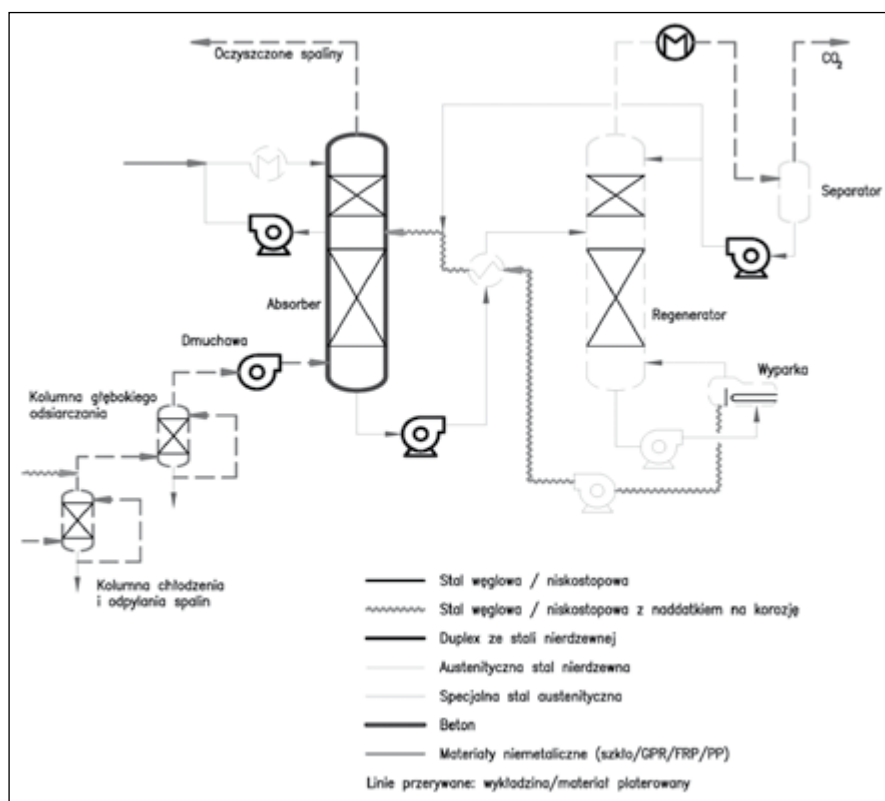 Oczyszczone spaliny
CO₂
Separator
Absorber
Regenerator
Dmuchawa
Wyparka
Kolumna głębokiego
odsiarczania
Kolumna chłodzenia
i odpylania spalin
Stal węglowa / niskostopowa
Stal węglowa / niskostopowa z naddatkiem na korozję
Duplex ze stali nierdzewnej
Austenityczna stal nierdzewna
Specjalna stal austenityczna
Beton
Materiały niemetaliczne (szkło/GPR/FRP/PP)
Linie przerywane: wykładzina/materiał platerowany